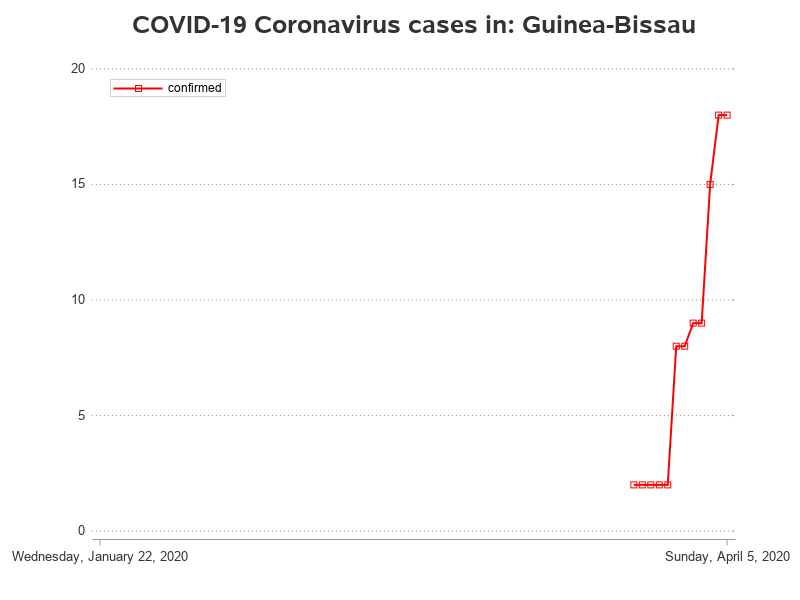 COVID-19 Coronavirus cases in: Guinea-Bissau
20
confirmed
15
10
5
0
Wednesday, January 22, 2020 Sunday, April 5, 2020